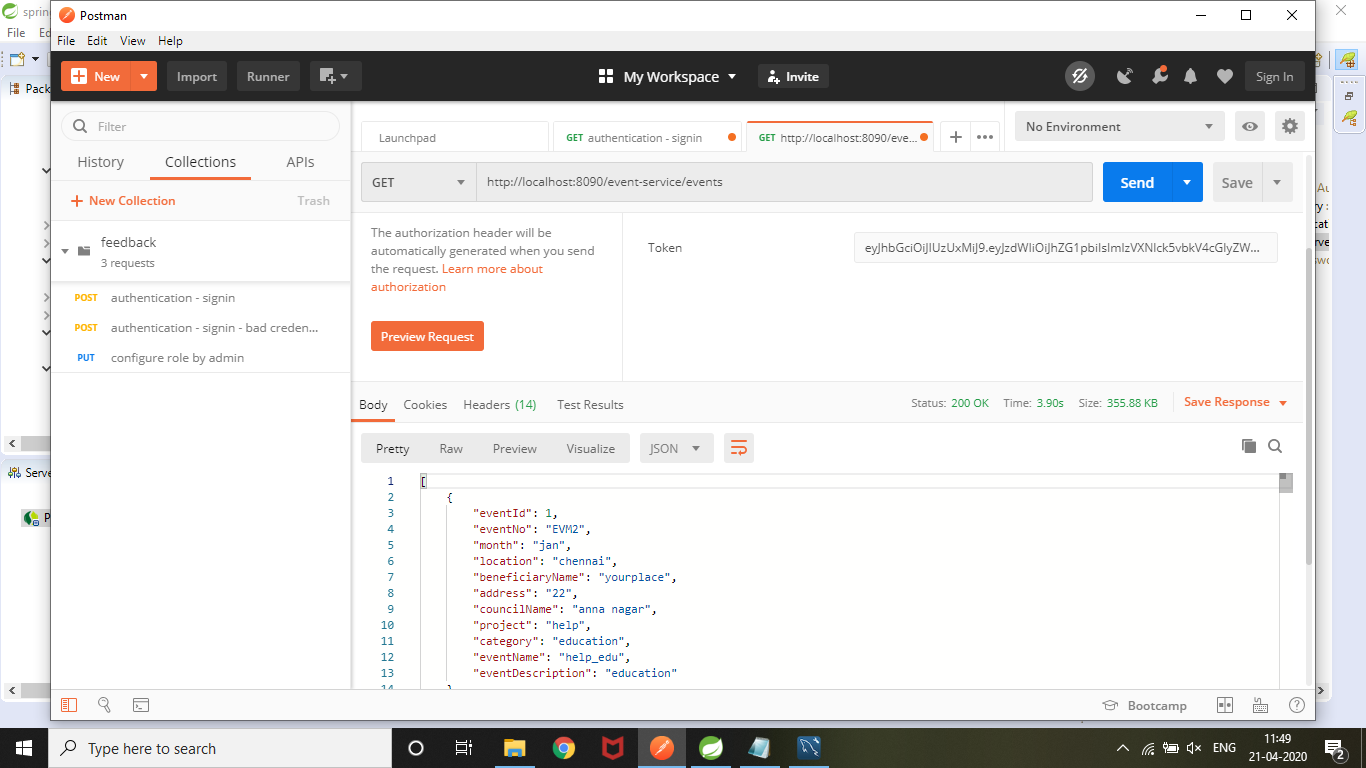 sprin
Postman
File Ed
File Edit View Help
New
Import
Runner
My Workspace
Invite
Sign In
Pack
Filter
History
Collections
APIs
New Collection
Trash
feedback
3 requests
POST authentication - signin
POST authentication - signin - bad creden...
PUT configure role by admin
Launchpad
GET authentication - signin
GET http://localhost:8090/eve...
No Environment
GET
http://localhost:8090/event-service/events
Send
Save
The authorization header will be
automatically generated when you send
the request. Learn more about
authorization
Preview Request
Token
Body
Cookies
Headers (14)
Test Results
Status: 200 OK
Time: 3.90s
Size: 355.88 KB
Save Response
Pretty
Raw
Preview
Visualize
JSON
1 [
2 {
3 "eventId": 1,
4 "eventNo": "EVM2",
5 "month": "jan",
6 "location": "chennai",
7 "beneficiaryName": "yourplace",
8 "address": "22",
9 "councilName": "anna nagar",
10 "project": "help",
11 "category": "education",
12 "eventName": "help_edu",
13 "eventDescription": "education"
14 }
Serve
P
Bootcamp
Type here to search
ENG
11:49
21-04-2020
2